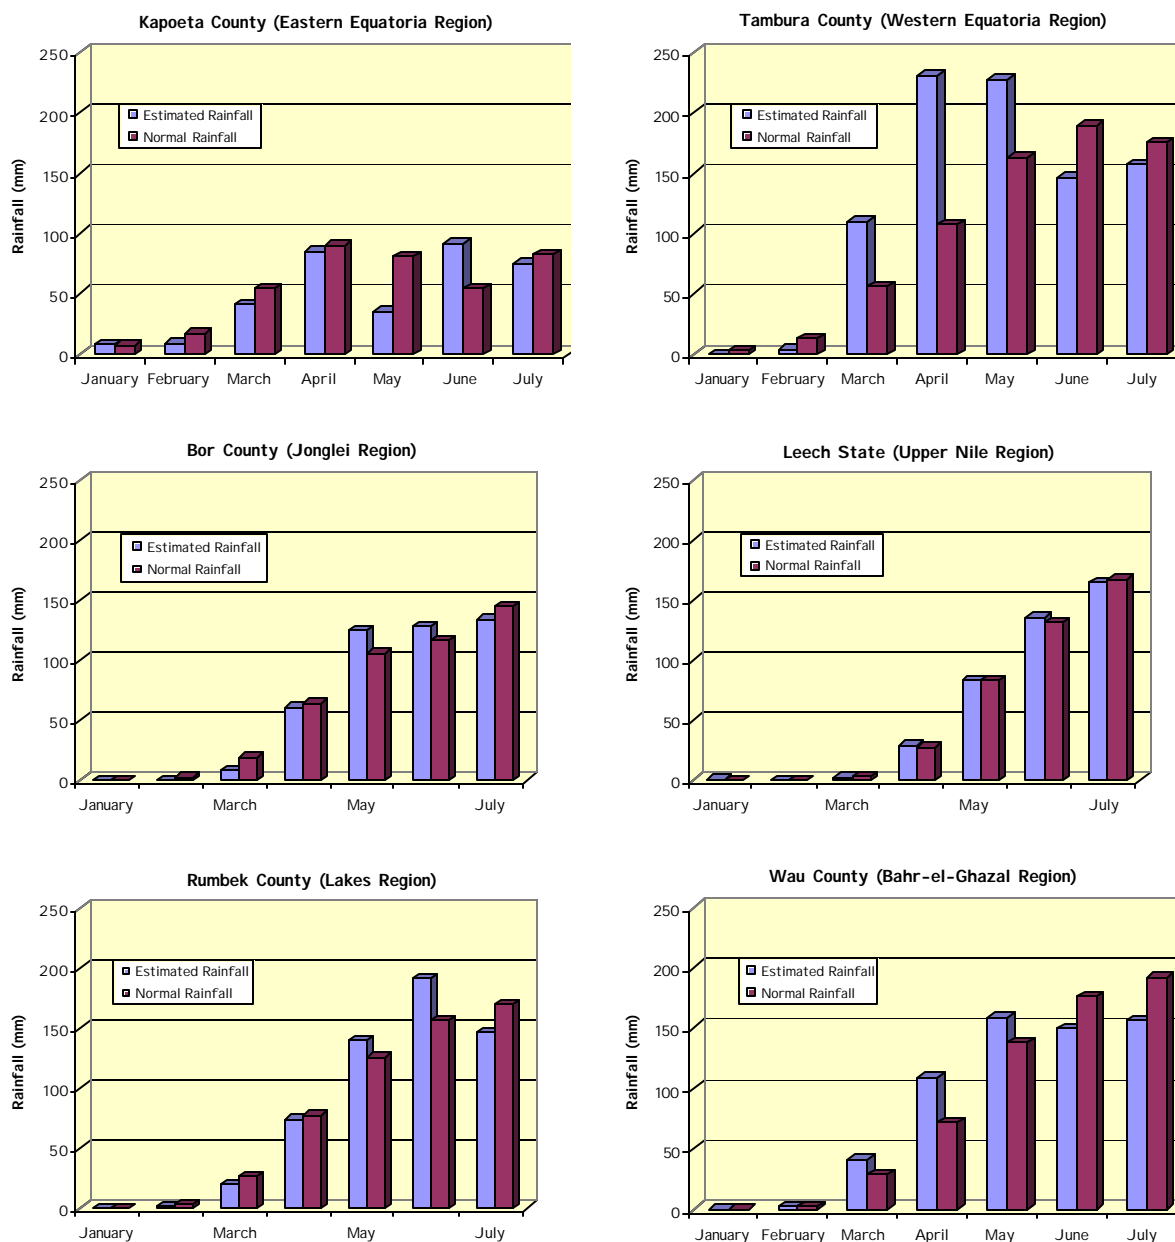 Kapoeta County (Eastern Equatoria Region)
250
200
150
100
50
0
Rainfall (mm)
Estimated Rainfall
Normal Rainfall
January February March April May June July
Tambura County (Western Equatoria Region)
250
200
150
100
50
0
Rainfall (mm)
Estimated Rainfall
Normal Rainfall
January February March April May June July
Bor County (Jonglei Region)
250
200
150
100
50
0
Rainfall (mm)
Estimated Rainfall
Normal Rainfall
January March May July
Leech State (Upper Nile Region)
250
200
150
100
50
0
Rainfall (mm)
Estimated Rainfall
Normal Rainfall
January March May July
Rumbek County (Lakes Region)
250
200
150
100
50
0
Rainfall (mm)
Estimated Rainfall
Normal Rainfall
January March May July
Wau County (Bahr-el-Ghazal Region)
250
200
150
100
50
0
Rainfall (mm)
Estimated Rainfall
Normal Rainfall
January February March April May June July